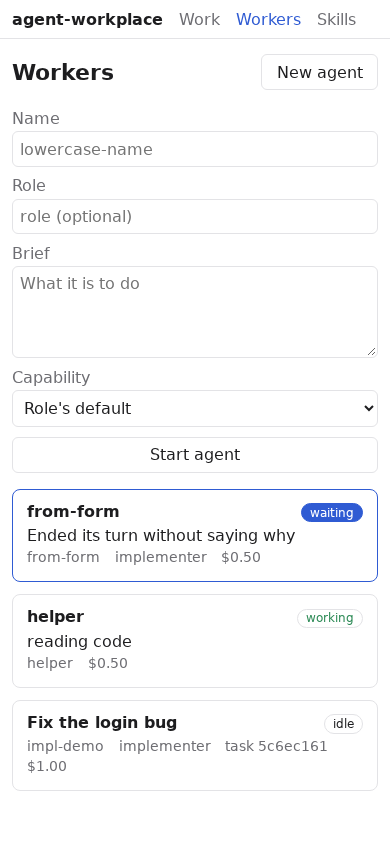 agent-workplace Work Workers Skills
Workers New agent
Name
lowercase-name
Role
role (optional)
Brief
What it is to do
Capability
Role's default
Start agent
from-form waiting
Ended its turn without saying why
from-form implementer $0.50
helper working
reading code
helper $0.50
Fix the login bug idle
impl-demo implementer task 5c6ec161
$1.00